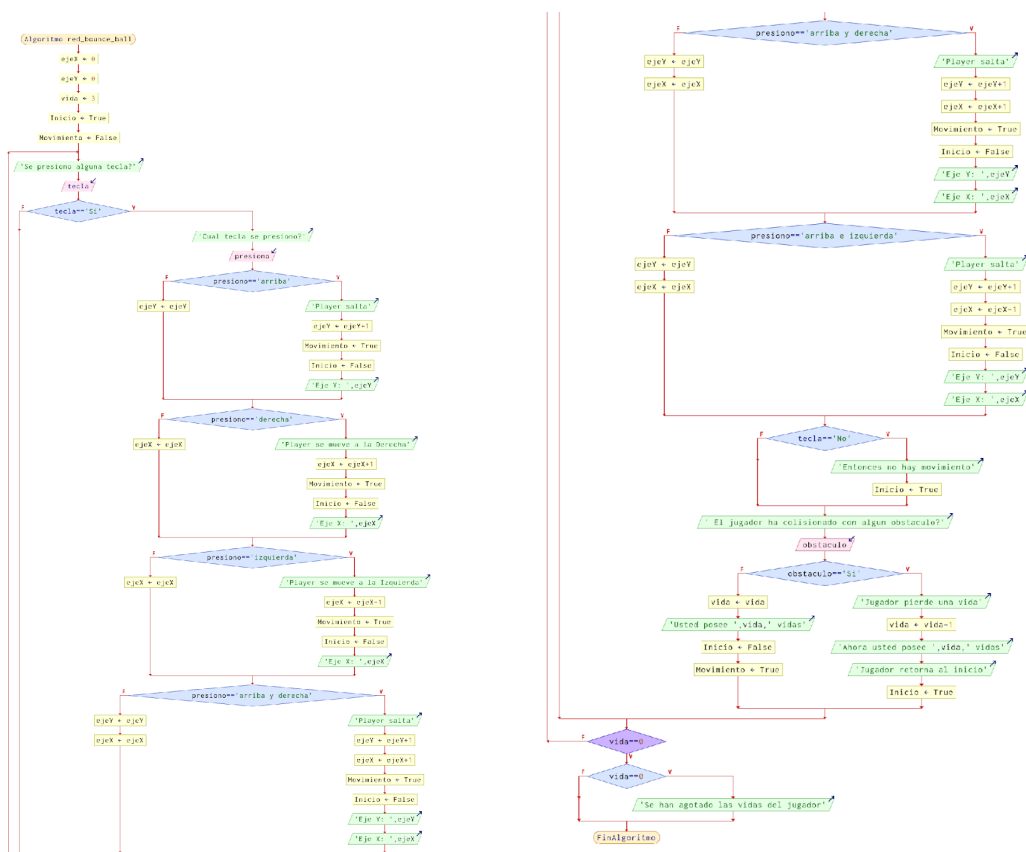 Algoritmo red_bounce_ball
ejeX ← 0
ejeY ← 0
vida ← 3
Inicio ← True
Movimiento ← False
'Se presiono alguna tecla?'
tecla
F tecla=='Si' V
'Cual tecla se presiono?'
presiono
F presiono=='arriba' V
ejeY ← ejeY
'Player salta'
ejeY ← ejeY+1
Movimiento ← True
Inicio ← False
'Eje Y: ',ejeY
F presiono=='derecha' V
ejeX ← ejeX
'Player se mueve a la Derecha'
ejeX ← ejeX+1
Movimiento ← True
Inicio ← False
'Eje X: ',ejeX
F presiono=='izquierda' V
ejeX ← ejeX
'Player se mueve a la Izquierda'
ejeX ← ejeX-1
Movimiento ← True
Inicio ← False
'Eje X: ',ejeX
F presiono=='arriba y derecha' V
ejeY ← ejeY
ejeX ← ejeX
'Player salta'
ejeY ← ejeY+1
ejeX ← ejeX+1
Movimiento ← True
Inicio ← False
'Eje Y: ',ejeY
'Eje X: ',ejeX
F presiono=='arriba y derecha' V
ejeY ← ejeY
ejeX ← ejeX
'Player salta'
ejeY ← ejeY+1
ejeX ← ejeX+1
Movimiento ← True
Inicio ← False
'Eje Y: ',ejeY
'Eje X: ',ejeX
F presiono=='arriba e izquierda' V
ejeY ← ejeY
ejeX ← ejeX
'Player salta'
ejeY ← ejeY+1
ejeX ← ejeX-1
Movimiento ← True
Inicio ← False
'Eje Y: ',ejeY
'Eje X: ',ejeX
F tecla=='No' V
'Entonces no hay movimiento'
Inicio ← True
' El jugador ha colisionado con algun obstaculo?'
obstaculo
F obstaculo=='Si' V
vida ← vida
'Usted posee ',vida,' vidas'
Inicio ← False
Movimiento ← True
'Jugador pierde una vida'
vida ← vida-1
'Ahora usted posee ',vida,' vidas'
'Jugador retorna al inicio'
Inicio ← True
F vida==0
V
F vida==0 V
'Se han agotado las vidas del jugador'
FinAlgoritmo